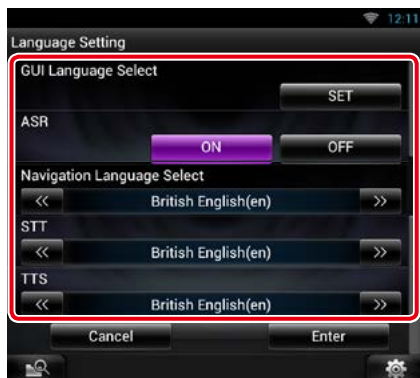 12:11
Language Setting
GUI Language Select
SET
ASR
ON OFF
Navigation Language Select
<< British English(en) >>
STT
<< British English(en) >>
TTS
<< British English(en) >>
Cancel Enter